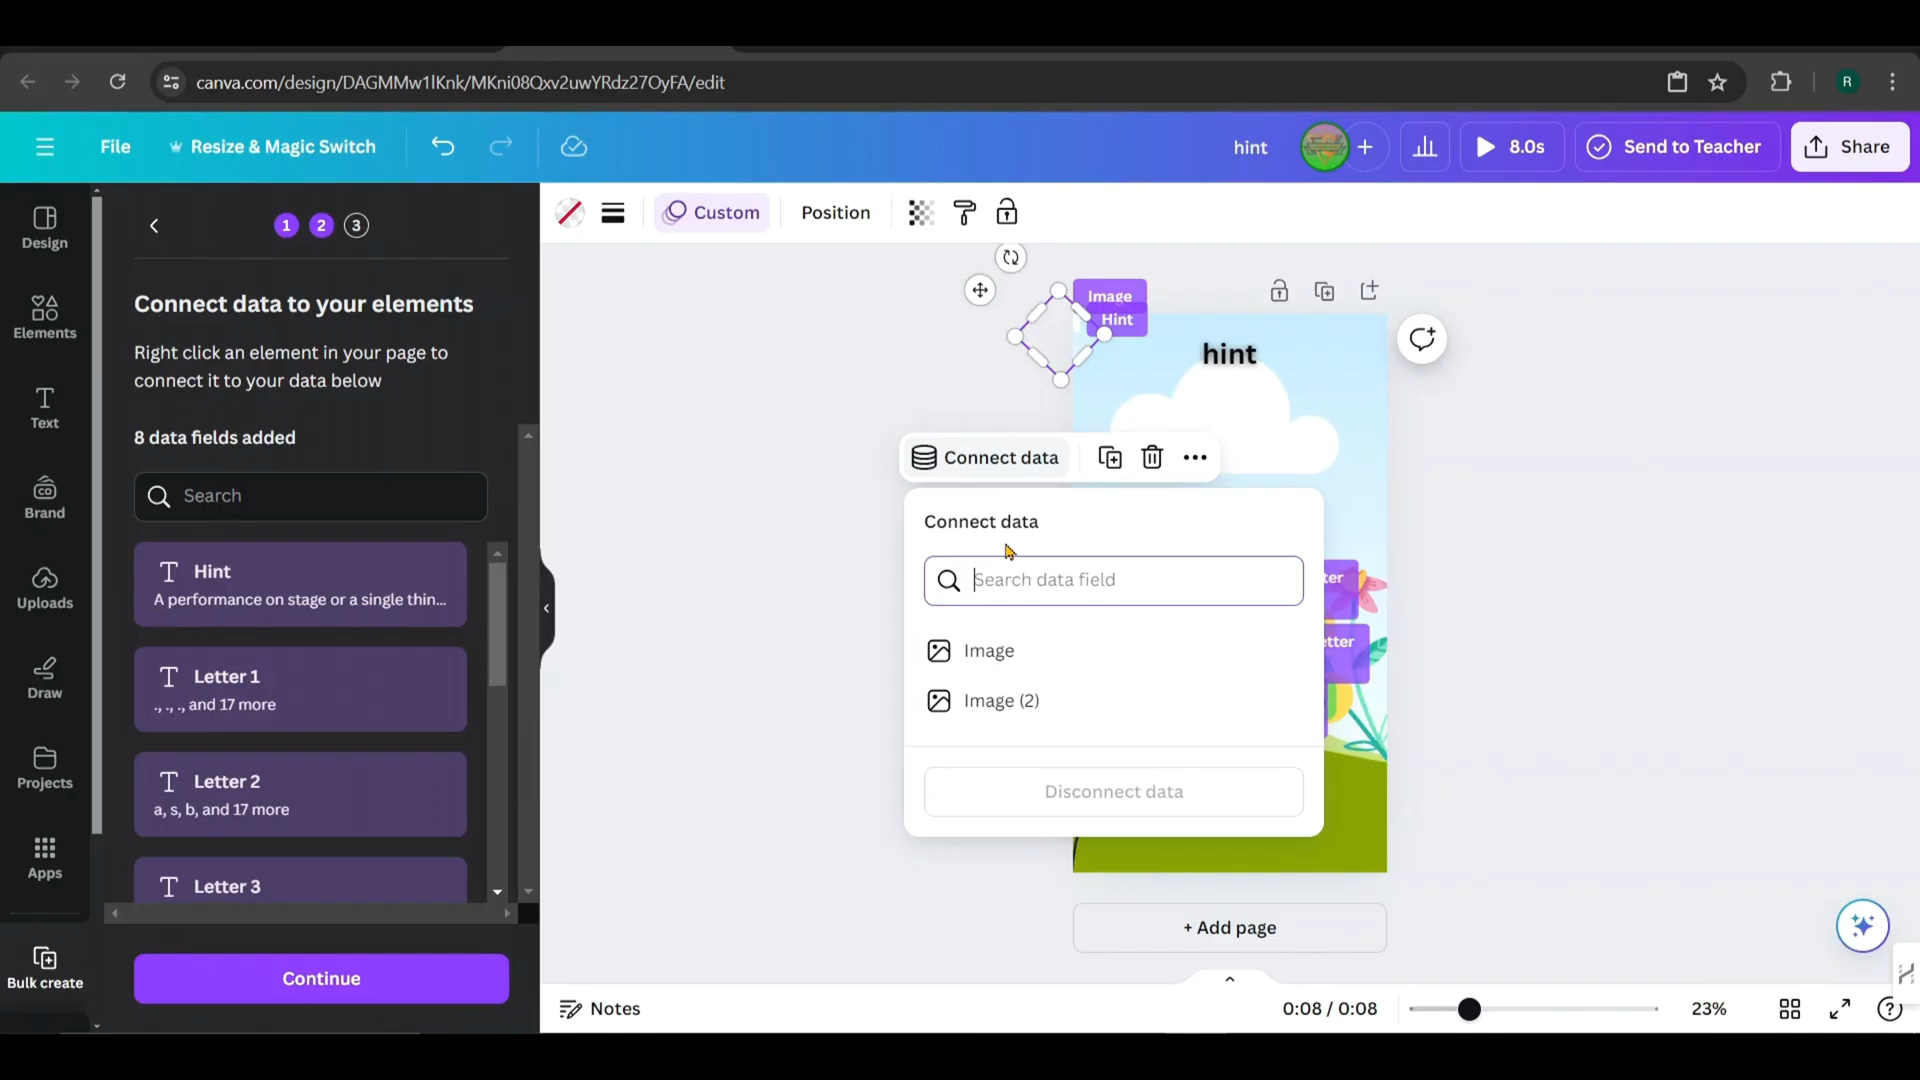 canva.com/design/DAGMMw1lKnk/MKni08Qxv2uwYRdz27OyFA/edit
R
File
Resize & Magic Switch
hint
8.0s
Send to Teacher
Share
Custom
Position
Design
Elements
Text
Brand
Uploads
Draw
Projects
Apps
Bulk create
1 2 3
Connect data to your elements
Right click an element in your page to
connect it to your data below
8 data fields added
Search
Hint
A performance on stage or a single thin...
Letter 1
., ., ., and 17 more
Letter 2
a, s, b, and 17 more
Letter 3
Continue
Image
Hint
hint
Connect data
Connect data
Search data field
Image
Image (2)
Disconnect data
+ Add page
Notes
0:08 / 0:08
23%